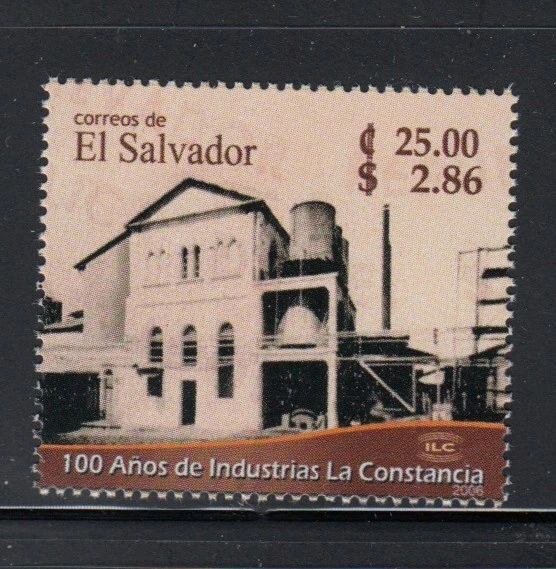 correos de
El Salvador
₡ 25.00
$ 2.86
ILC
100 Años de Industrias La Constancia
2006